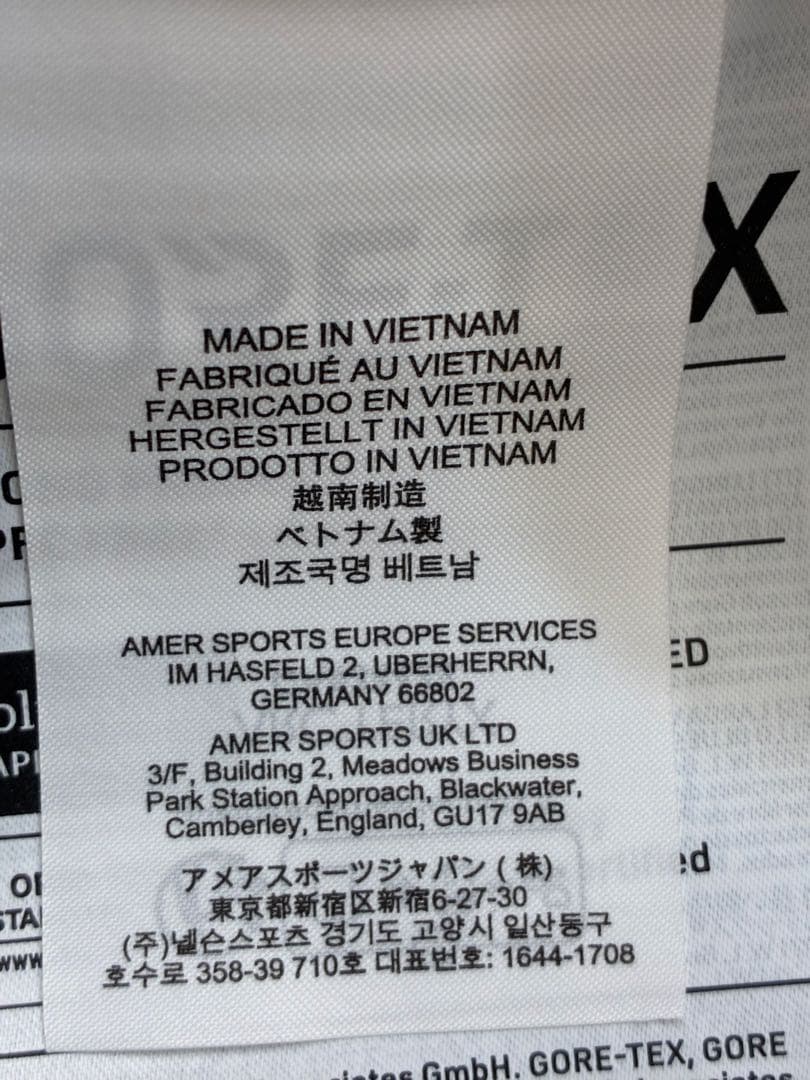 X
MADE IN VIETNAM
FABRIQUÉ AU VIETNAM
FABRICADO EN VIETNAM
HERGESTELLT IN VIETNAM
PRODOTTO IN VIETNAM
越南制造
ベトナム製
제조국명 베트남
AMER SPORTS EUROPE SERVICES
IM HASFELD 2, UBERHERRN,
GERMANY 66802
AMER SPORTS UK LTD
3/F, Building 2, Meadows Business
Park Station Approach, Blackwater,
Camberley, England, GU17 9AB
アメアスポーツジャパン (株)
東京都新宿区新宿6-27-30
(주)넬슨스포츠 경기도 고양시 일산동구
호수로 358-39 710호 대표번호: 1644-1708
ED
ed
www
GmbH. GORE-TEX, GORE